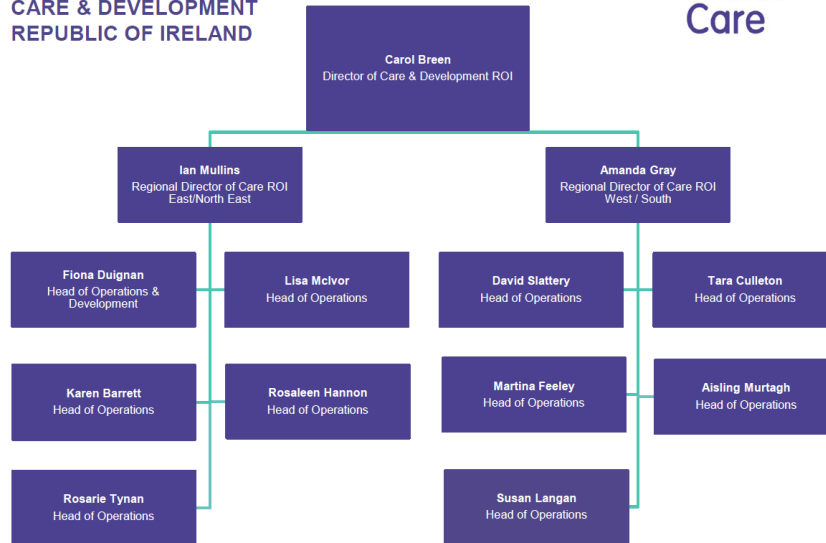 CARE & DEVELOPMENT
REPUBLIC OF IRELAND
Care
Carol Breen
Director of Care & Development ROI
Ian Mullins
Regional Director of Care ROI
East/North East
Amanda Gray
Regional Director of Care ROI
West / South
Fiona Duignan
Head of Operations &
Development
Lisa McIvor
Head of Operations
David Slattery
Head of Operations
Tara Culleton
Head of Operations
Karen Barrett
Head of Operations
Rosaleen Hannon
Head of Operations
Martina Feeley
Head of Operations
Aisling Murtagh
Head of Operations
Rosarie Tynan
Head of Operations
Susan Langan
Head of Operations